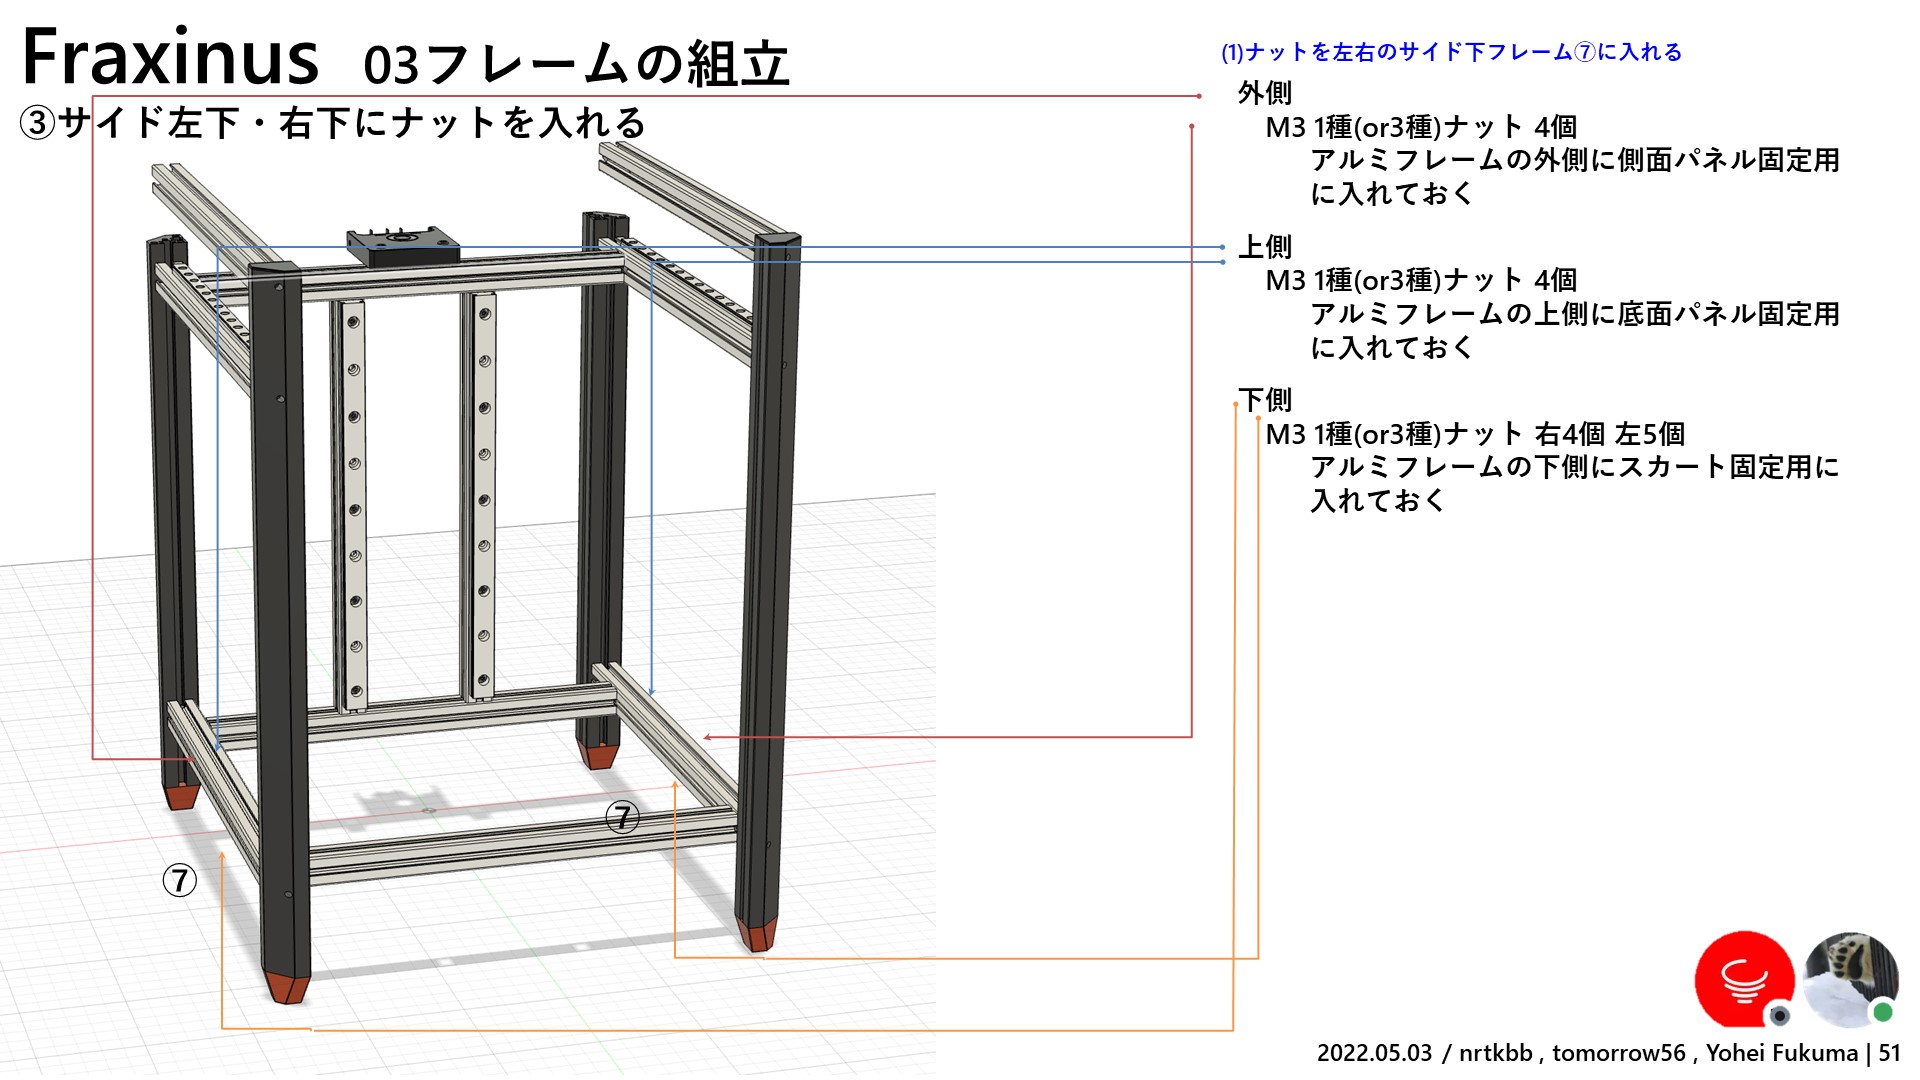 Fraxinus 03フレームの組立
③サイド左下・右下にナットを入れる
(1)ナットを左右のサイド下フレーム⑦に入れる
外側
M3 1種(or3種)ナット 4個
アルミフレームの外側に側面パネル固定用
に入れておく
上側
M3 1種(or3種)ナット 4個
アルミフレームの上側に底面パネル固定用
に入れておく
下側
M3 1種(or3種)ナット 右4個 左5個
アルミフレームの下側にスカート固定用に
入れておく
⑦
⑦
2022.05.03 / nrtkbb , tomorrow56 , Yohei Fukuma | 51